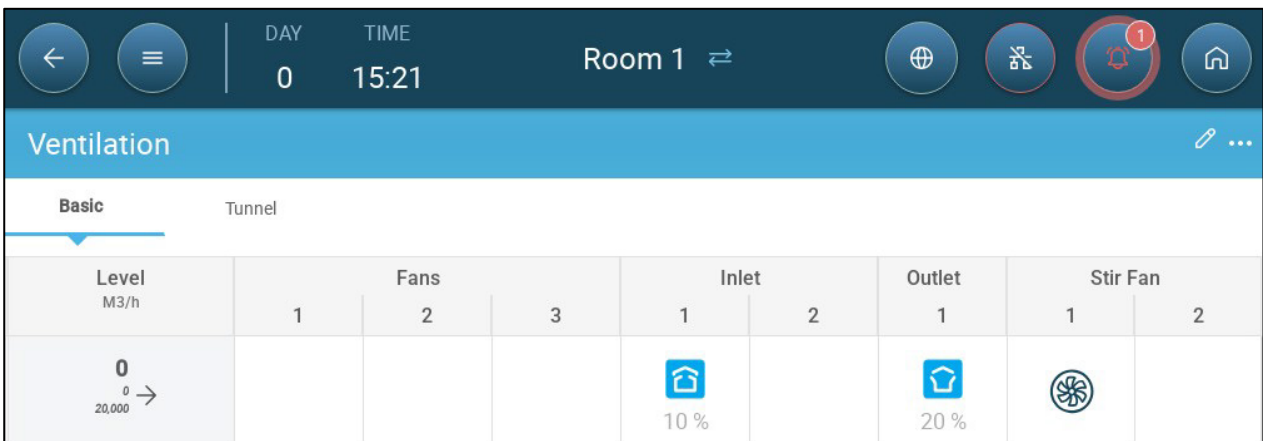 DAY TIME
0 15:21
Room 1
1
Ventilation
Basic Tunnel
Level Fans Inlet Outlet Stir Fan
M3/h
1 2 3 1 2 1 1 2
0
0
20,000
10 % 20 %